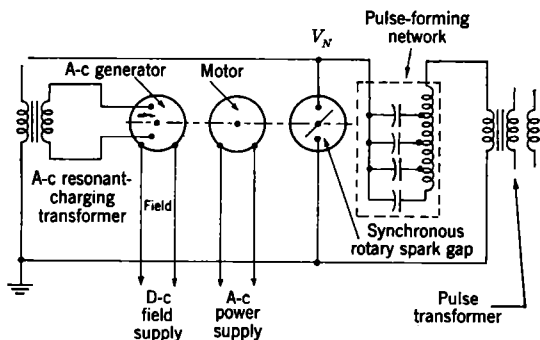 Pulse-forming
network
V_N
A-c generator
Motor
A-c resonant-
charging
transformer
Field
Synchronous
rotary spark gap
D-c
field
supply
A-c
power
supply
Pulse
transformer